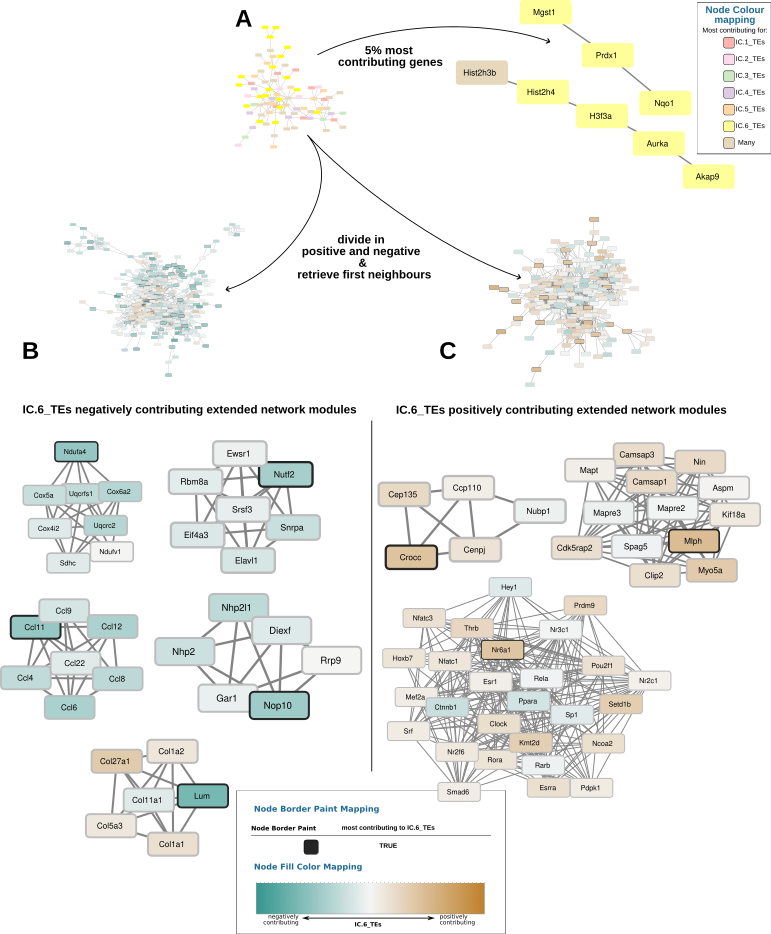 A
5% most
contributing genes
Mgst1
Prdx1
Nqo1
Hist2h3b
Hist2h4
H3f3a
Aurka
Akap9
Node Colour
mapping
Most contributing for:
IC.1_TEs
IC.2_TEs
IC.3_TEs
IC.4_TEs
IC.5_TEs
IC.6_TEs
Many
divide in
positive and negative
&
retrieve first neighbours
B
C
IC.6_TEs negatively contributing extended network modules
IC.6_TEs positively contributing extended network modules
Ndufa4
Cox5a
Uqcrfs1
Cox6a2
Cox4i2
Uqcrc2
Ndufv1
Sdhc
Ewsr1
Rbm8a
Nutf2
Srsf3
Eif4a3
Snrpa
Elavl1
Ccl9
Ccl11
Ccl12
Ccl22
Ccl4
Ccl8
Ccl6
Nhp2l1
Diexf
Nhp2
Rrp9
Gar1
Nop10
Col1a2
Col27a1
Col11a1
Lum
Col5a3
Col1a1
Cep135
Ccp110
Nubp1
Crocc
Cenpj
Camsap3
Mapt
Nin
Camsap1
Aspm
Mapre3
Mapre2
Kif18a
Cdk5rap2
Spag5
Mlph
Clip2
Myo5a
Hey1
Prdm9
Nfatc3
Thrb
Nr3c1
Nr6a1
Hoxb7
Nfatc1
Pou2f1
Esr1
Rela
Nr2c1
Mef2a
Ctnnb1
Ppara
Setd1b
Sp1
Clock
Srf
Kmt2d
Ncoa2
Nr2f6
Rora
Rarb
Smad6
Esrra
Pdpk1
Node Border Paint Mapping
Node Border Paint
most contributing to IC.6_TEs
TRUE
Node Fill Color Mapping
negatively
contributing
positively
contributing
IC.6_TEs